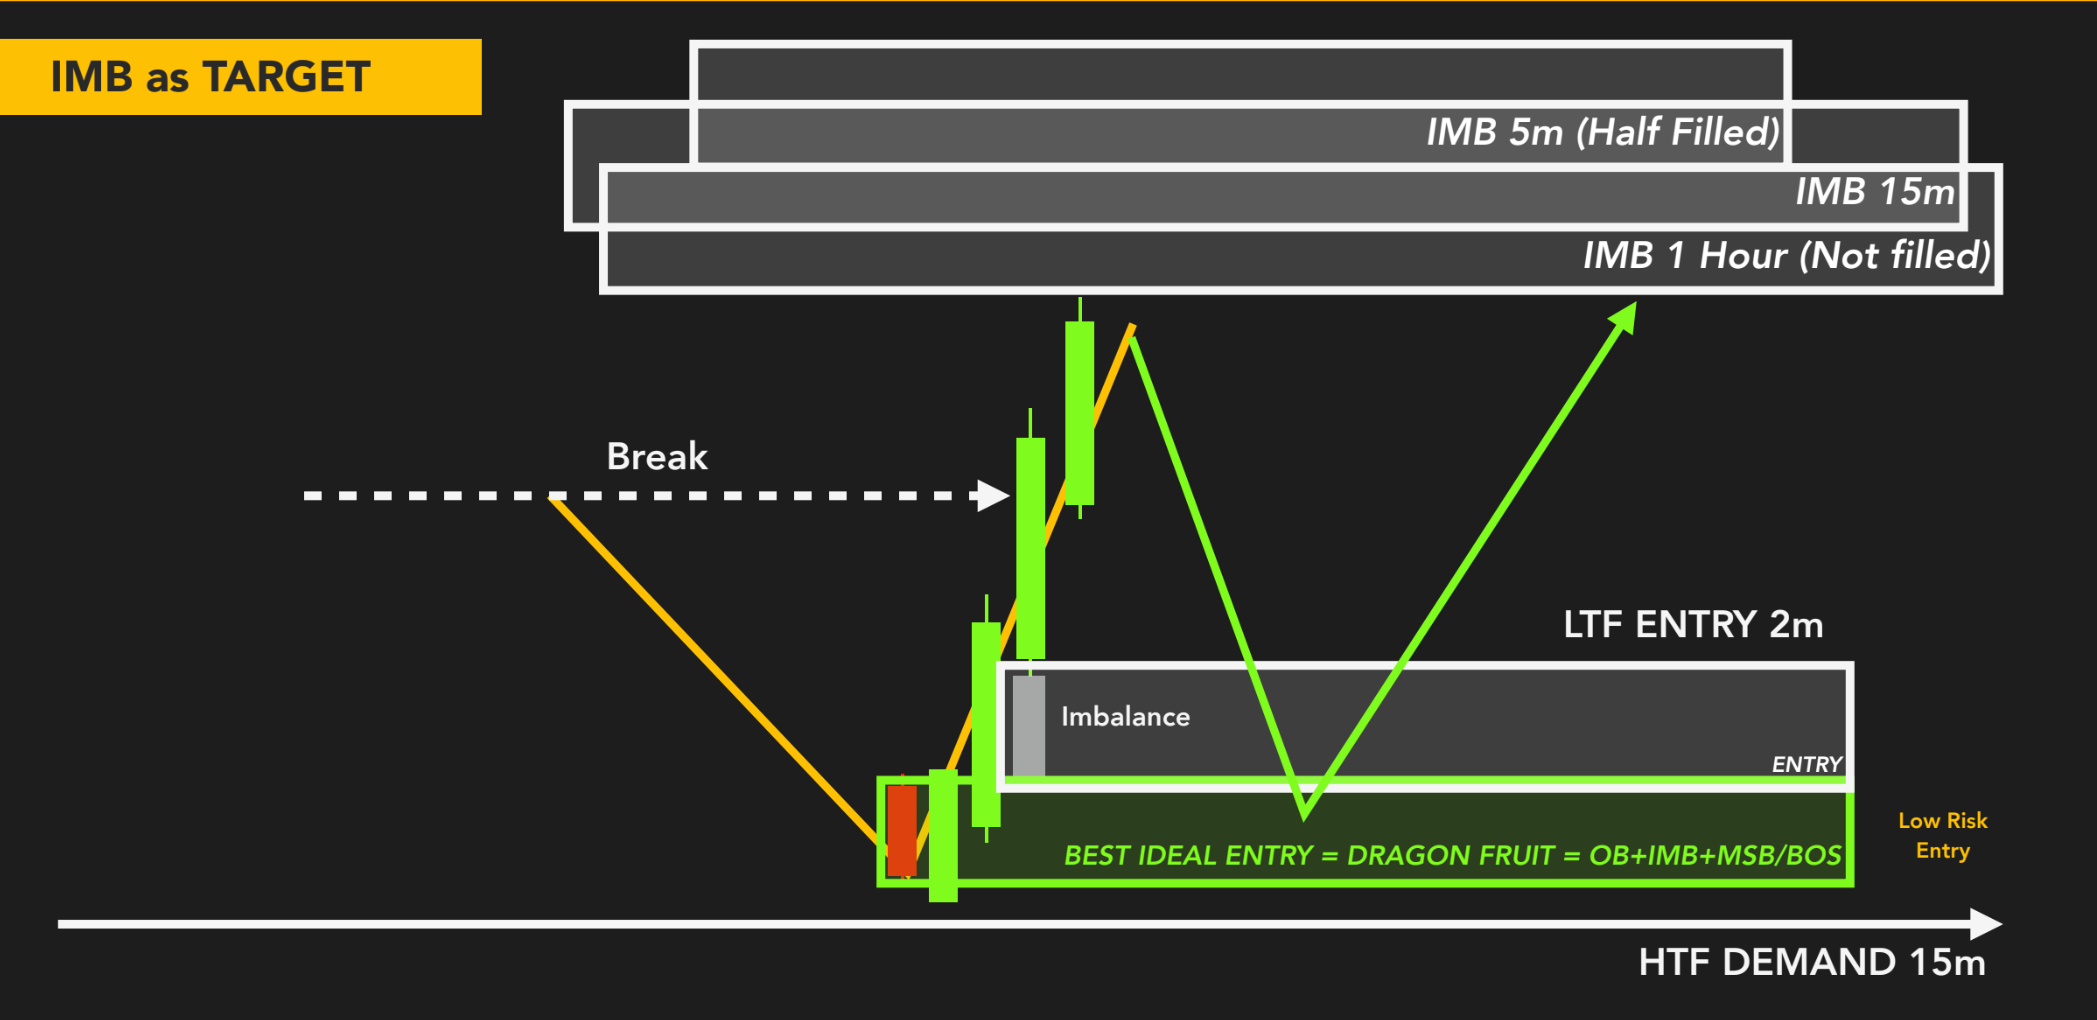 IMB as TARGET
IMB 5m (Half Filled)
IMB 15m
IMB 1 Hour (Not filled)
Break
LTF ENTRY 2m
Imbalance
ENTRY
BEST IDEAL ENTRY = DRAGON FRUIT = OB+IMB+MSB/BOS
Low Risk
Entry
HTF DEMAND 15m